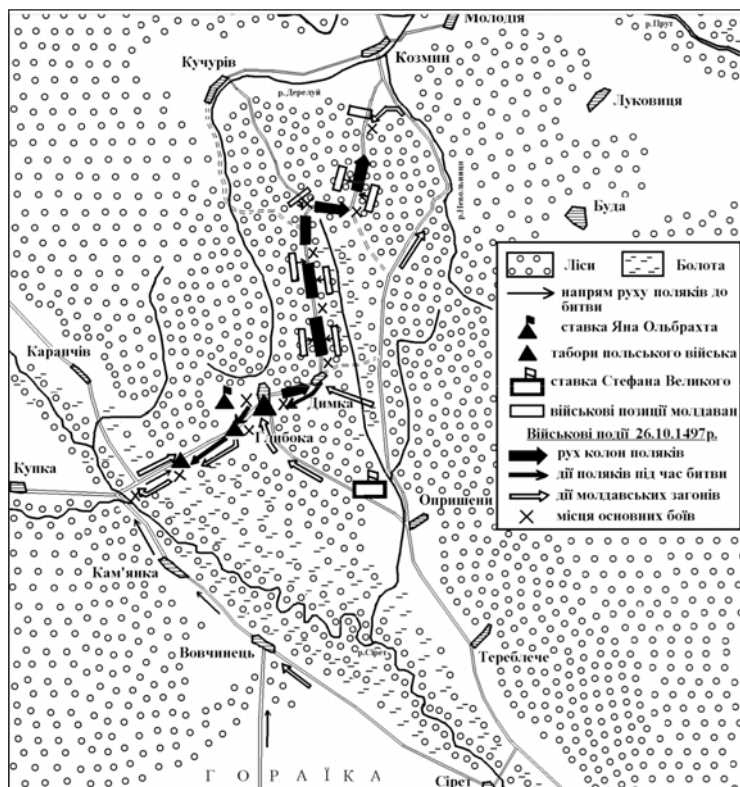 Молодія
р.Прут
Козмин
Кучурів
р.Дерелуй
Луковиця
р.Невольниця
Буда
Ліси
Болота
напрям руху поляків до
битви
ставка Яна Ольбрахта
табори польського війська
ставка Стефана Великого
військові позиції молдаван
Військові події 26.10.1497р.
рух колон поляків
дії поляків під час битви
дії молдавських загонів
місця основних боїв
Карапчів
Димка
Глибока
Купка
Опришени
Кам'янка
Вовчинець
р.Сірет
Тереблече
Г О Р А Ї К А
Сірет